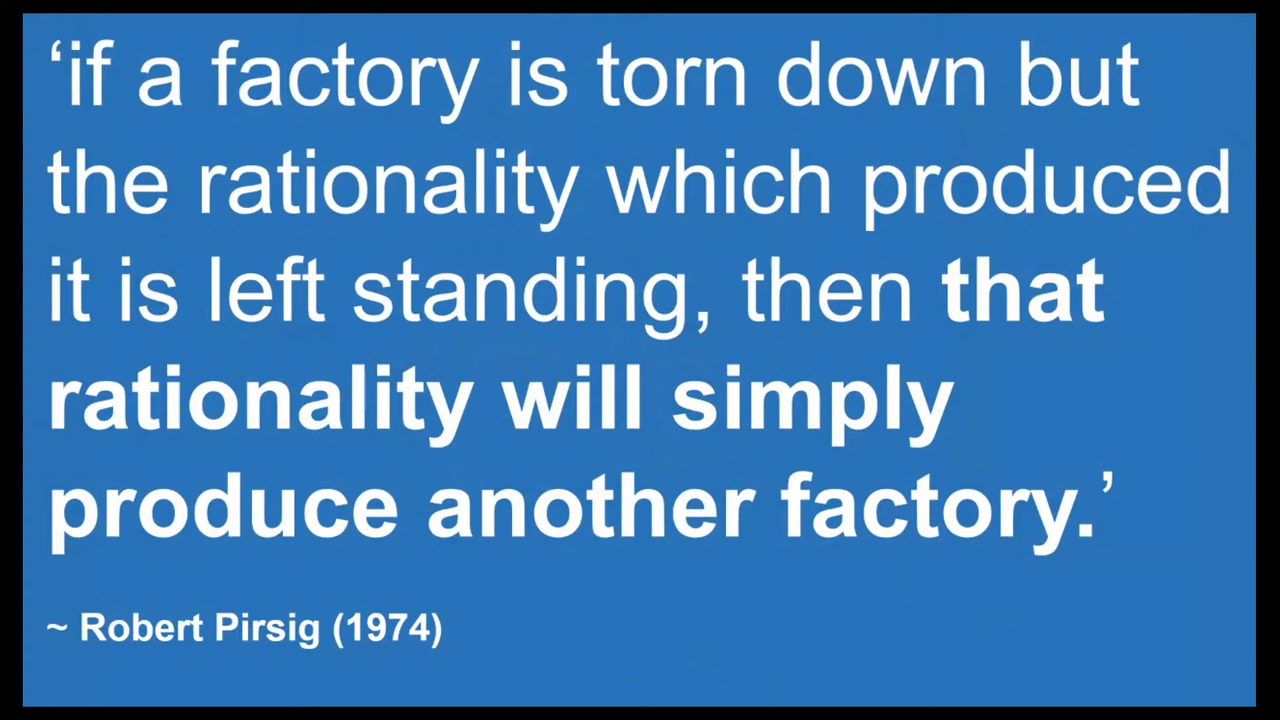 ‘if a factory is torn down but
the rationality which produced
it is left standing, then that
rationality will simply
produce another factory.’
~ Robert Pirsig (1974)